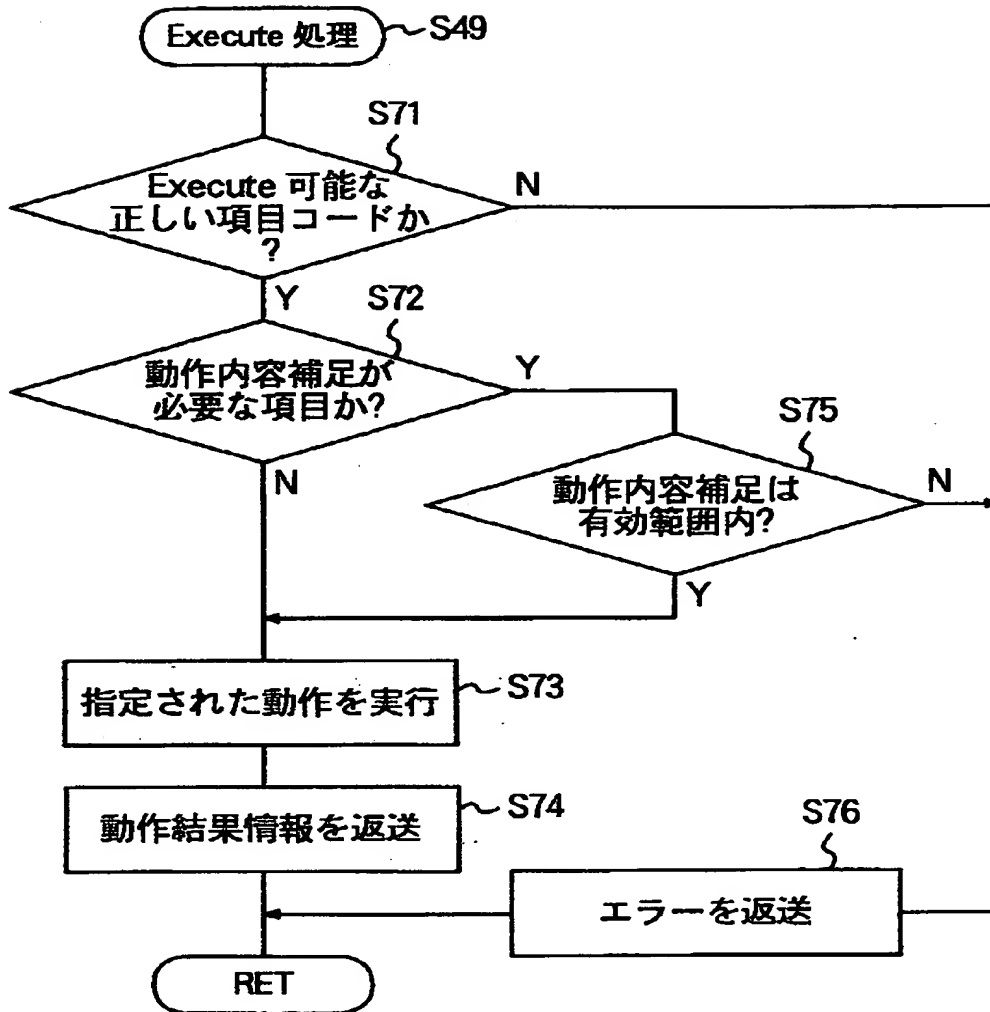 Execute 処理
S49
S71
Execute 可能な
正しい項目コードか
?
N
Y
S72
動作内容補足が
必要な項目か?
Y
N
S75
動作内容補足は
有効範囲内?
N
Y
指定された動作を実行
S73
動作結果情報を返送
S74
S76
エラーを返送
RET